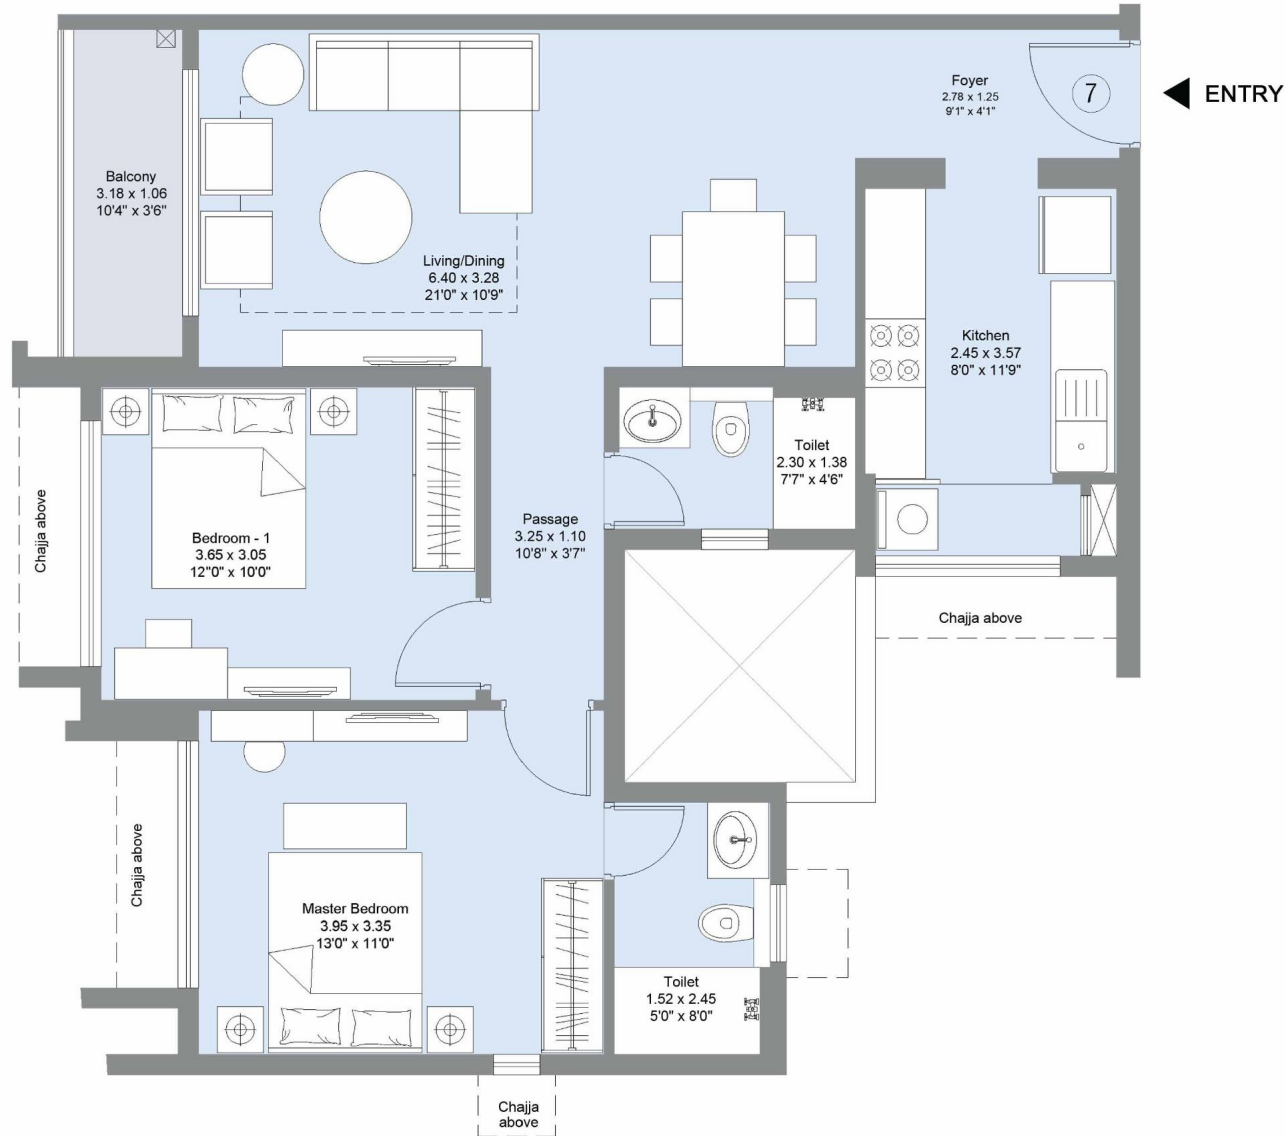 Foyer
2.78 x 1.25
9'1" x 4'1"
7
ENTRY
Balcony
3.18 x 1.06
10'4" x 3'6"
Living/Dining
6.40 x 3.28
21'0" x 10'9"
Kitchen
2.45 x 3.57
8'0" x 11'9"
Toilet
2.30 x 1.38
7'7" x 4'6"
Chajja above
Bedroom - 1
3.65 x 3.05
12"0" x 10'0"
Passage
3.25 x 1.10
10'8" x 3'7"
Chajja above
Chajja above
Master Bedroom
3.95 x 3.35
13'0" x 11'0"
Toilet
1.52 x 2.45
5'0" x 8'0"
Chajja
above